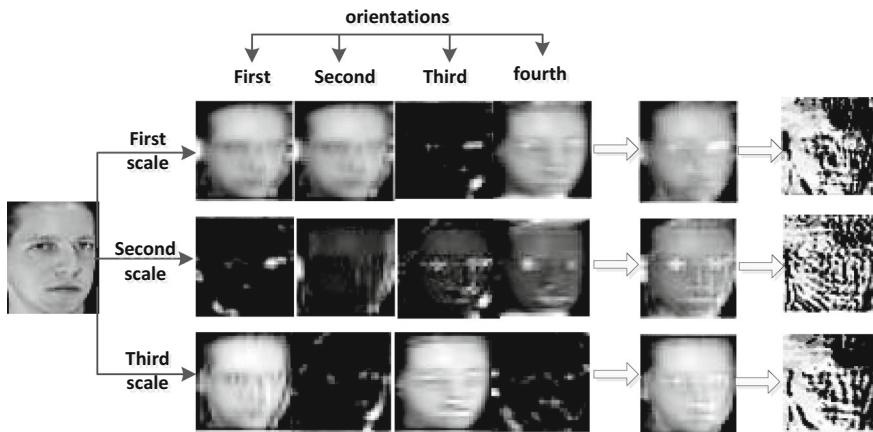 orientations
First Second Third fourth
First
scale
Second
scale
Third
scale